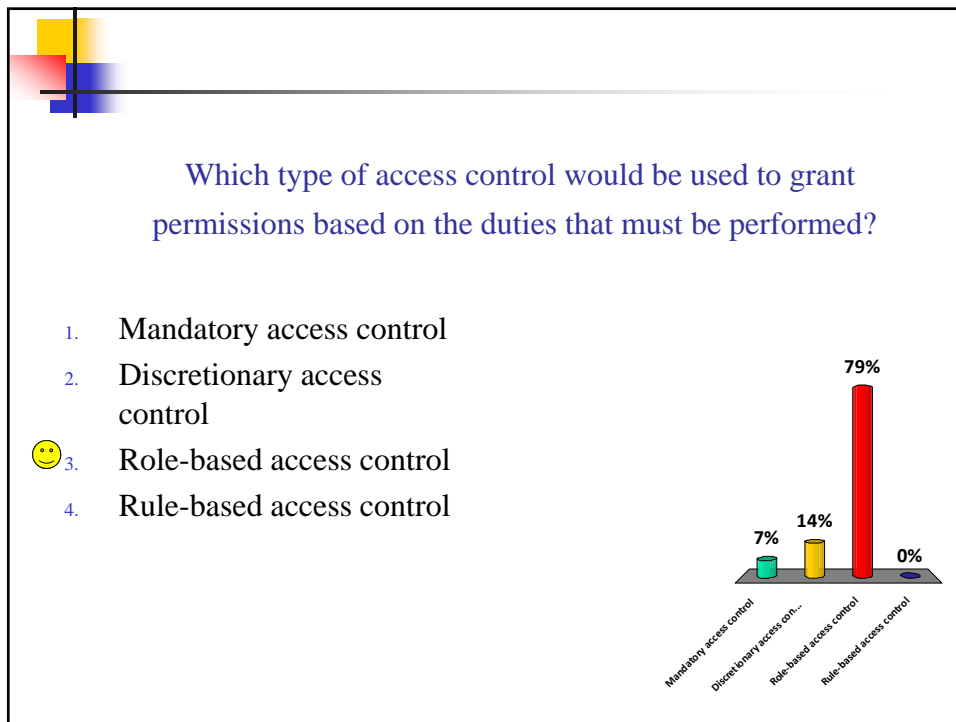 Which type of access control would be used to grant
permissions based on the duties that must be performed?
1. Mandatory access control
2. Discretionary access
control
3. Role-based access control
4. Rule-based access control
79%
14%
7%
0%
Mandatory access control
Discretionary access con...
Role-based access control
Rule-based access control